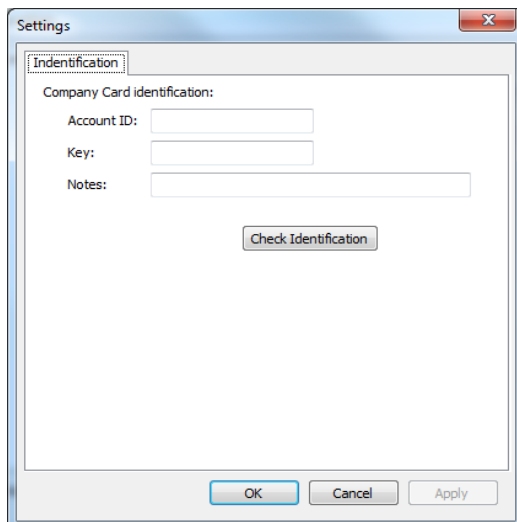 Settings
Indentification
Company Card identification:
Account ID:
Key:
Notes:
Check Identification
OK Cancel Apply